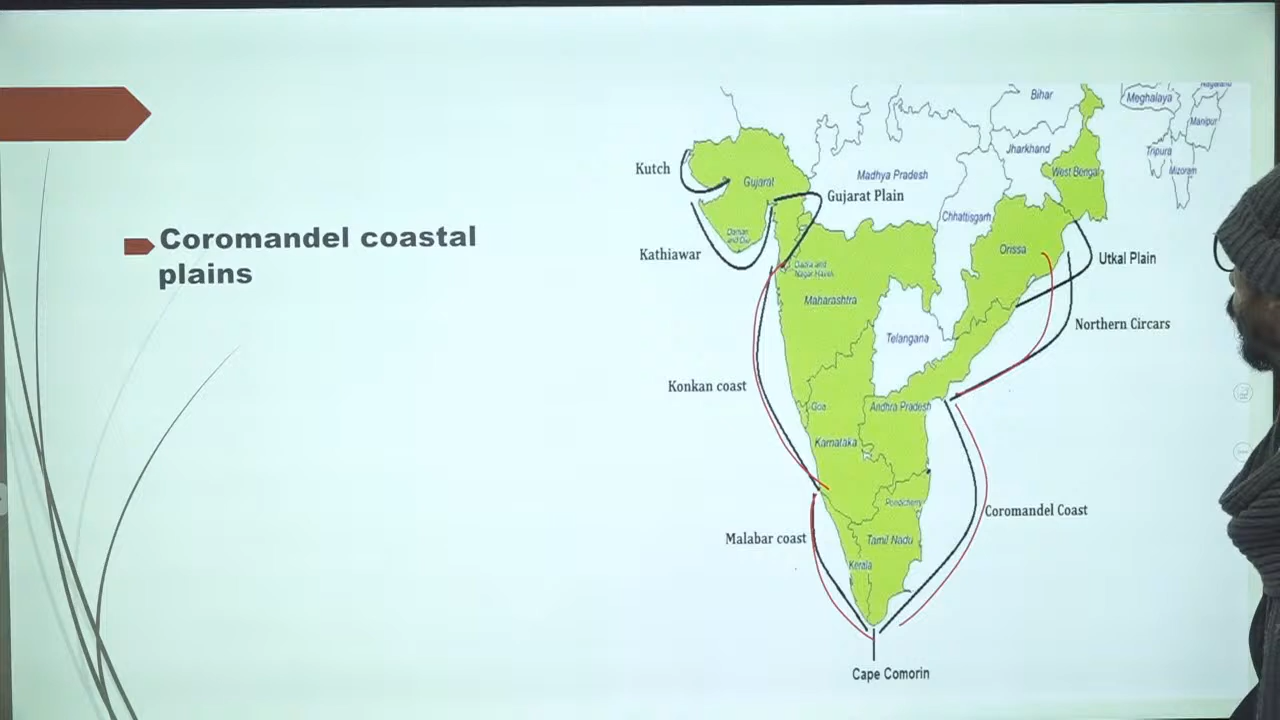 Coromandel coastal
plains
Bihar
Meghalaya
Nagaland
Manipur
Jharkhand
Tripura
Mizoram
Kutch
Gujarat
Madhya Pradesh
West Bengal
Gujarat Plain
Chhattisgarh
Daman
and Diu
Kathiawar
Orissa
Utkal Plain
Dadra and
Nagar Haveli
Maharashtra
Northern Circars
Telangana
Konkan coast
Goa
Andhra Pradesh
Karnataka
Pondicherry
Coromandel Coast
Malabar coast
Tamil Nadu
Kerala
Cape Comorin